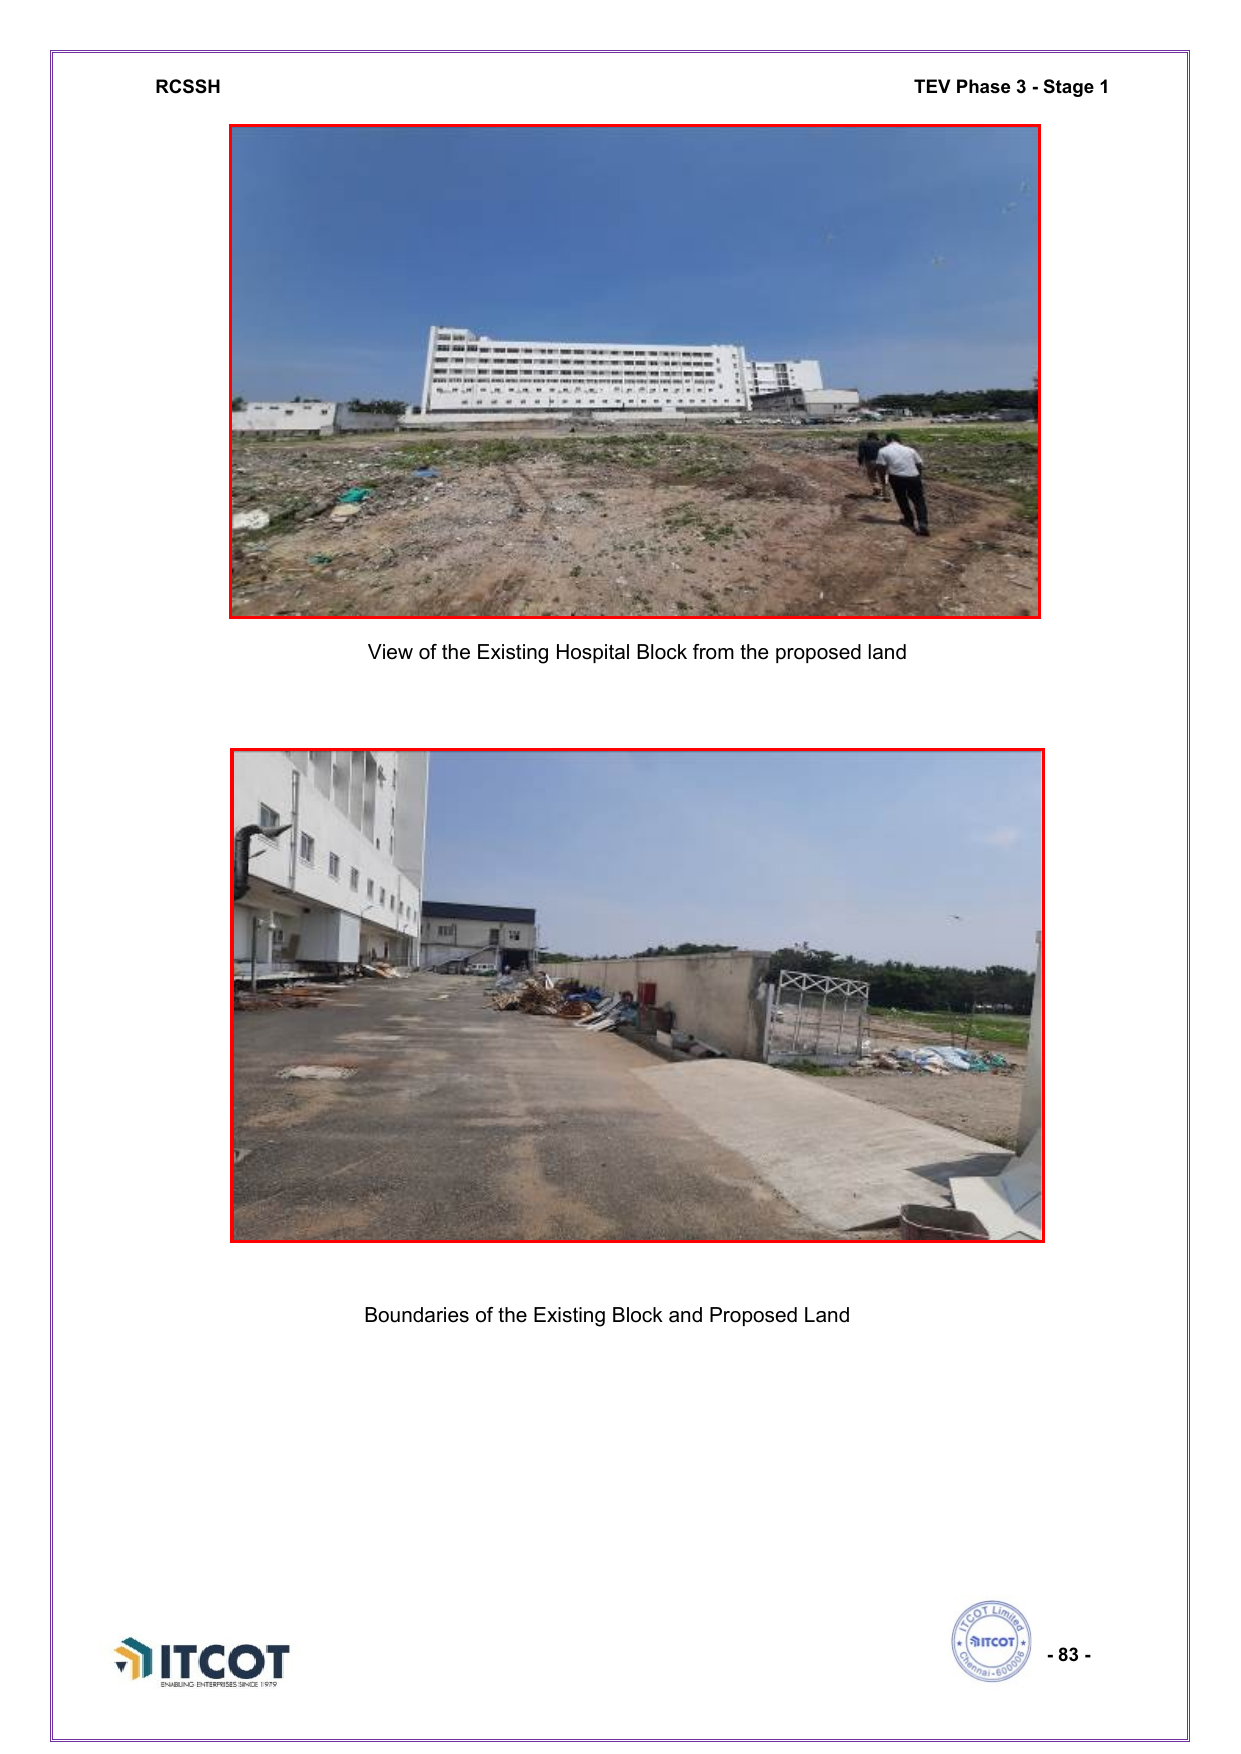 RCSSH
TEV Phase 3 - Stage 1
View of the Existing Hospital Block from the proposed land
Boundaries of the Existing Block and Proposed Land
ITCOT
ENABLING ENTERPRISES SINCE 1979
ITCOT Limited
ITCOT
Chennai - 600006
- 83 -